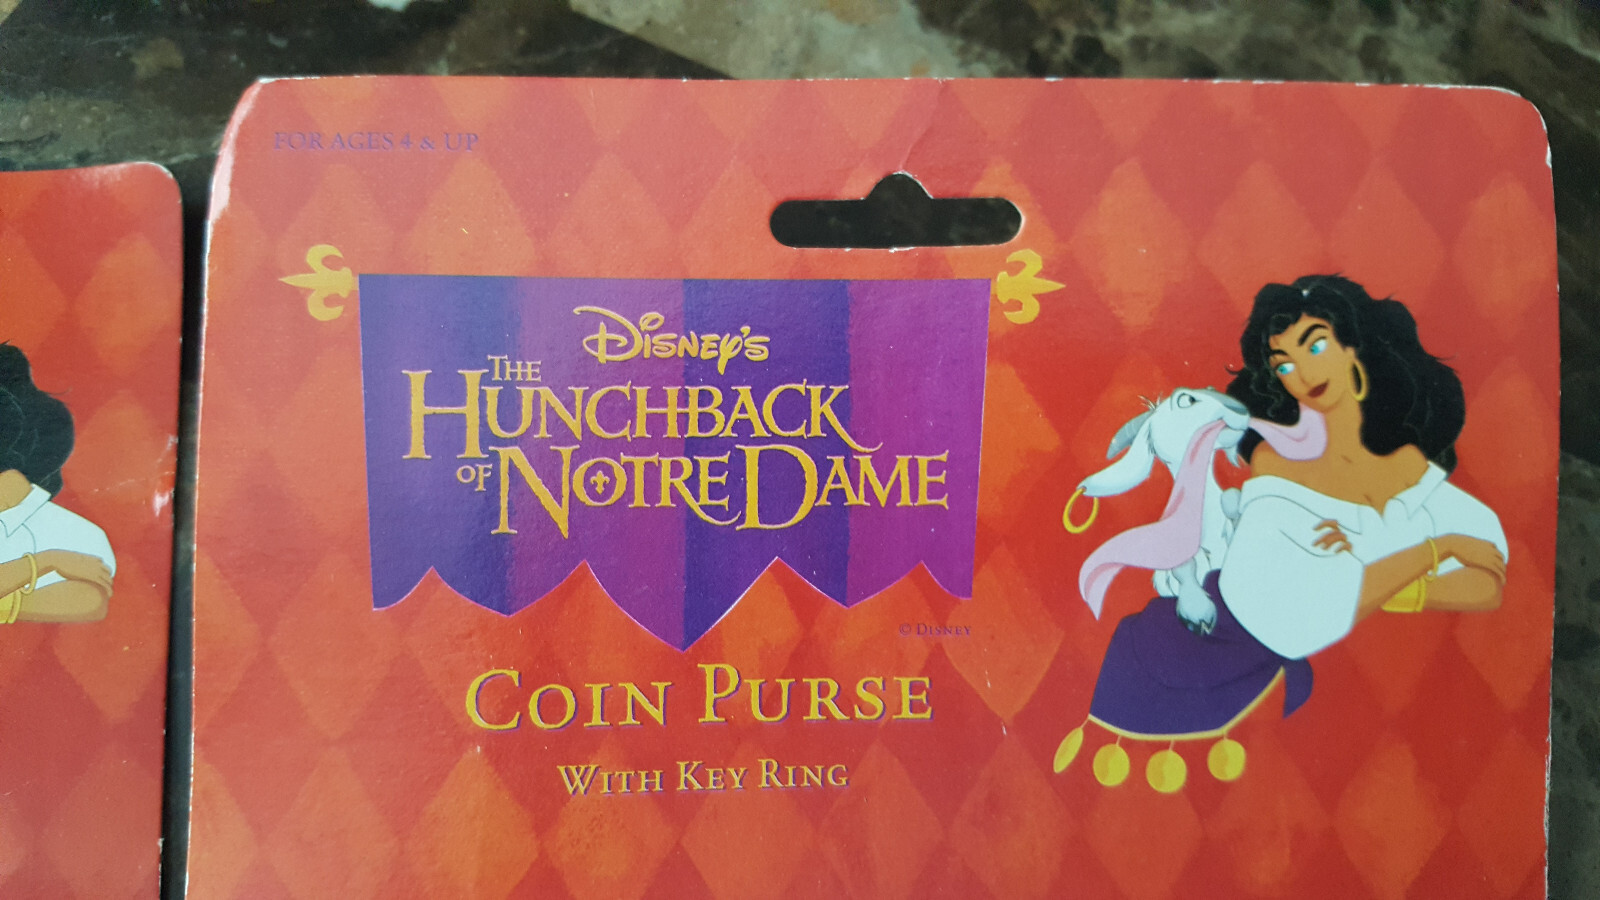 FOR AGES 4 & UP
DISNEY'S
THE
HUNCHBACK
OF NOTRE DAME
© DISNEY
COIN PURSE
WITH KEY RING